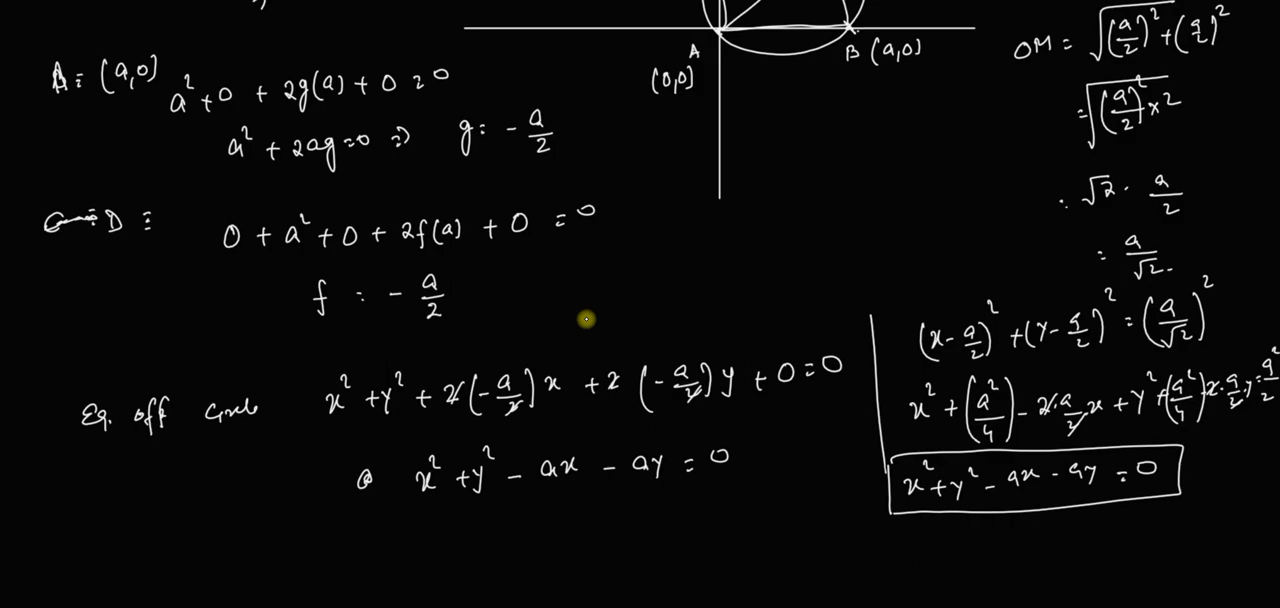 A
(0,0)
B (a,0)
B ≡ (a,0) a² + 0 + 2g(a) + 0 = 0
a² + 2ag = 0 ⇒ g = - a/2
D ≡ 0 + a² + 0 + 2f(a) + 0 = 0
f = - a/2
Eq. off Circle x² + y² + 2(-a/2)x + 2(-a/2)y + 0 = 0
x² + y² - ax - ay = 0
OM = √((a/2)² + (a/2)²)
= √((a/2)² × 2)
: √2 · a/2
= a/√2
(x - a/2)² + (y - a/2)² = (a/√2)²
x² + (a²/4) - 2·a/2 x + y² + (a²/4) - 2·a/2·y = a²/2
x² + y² - ax - ay = 0